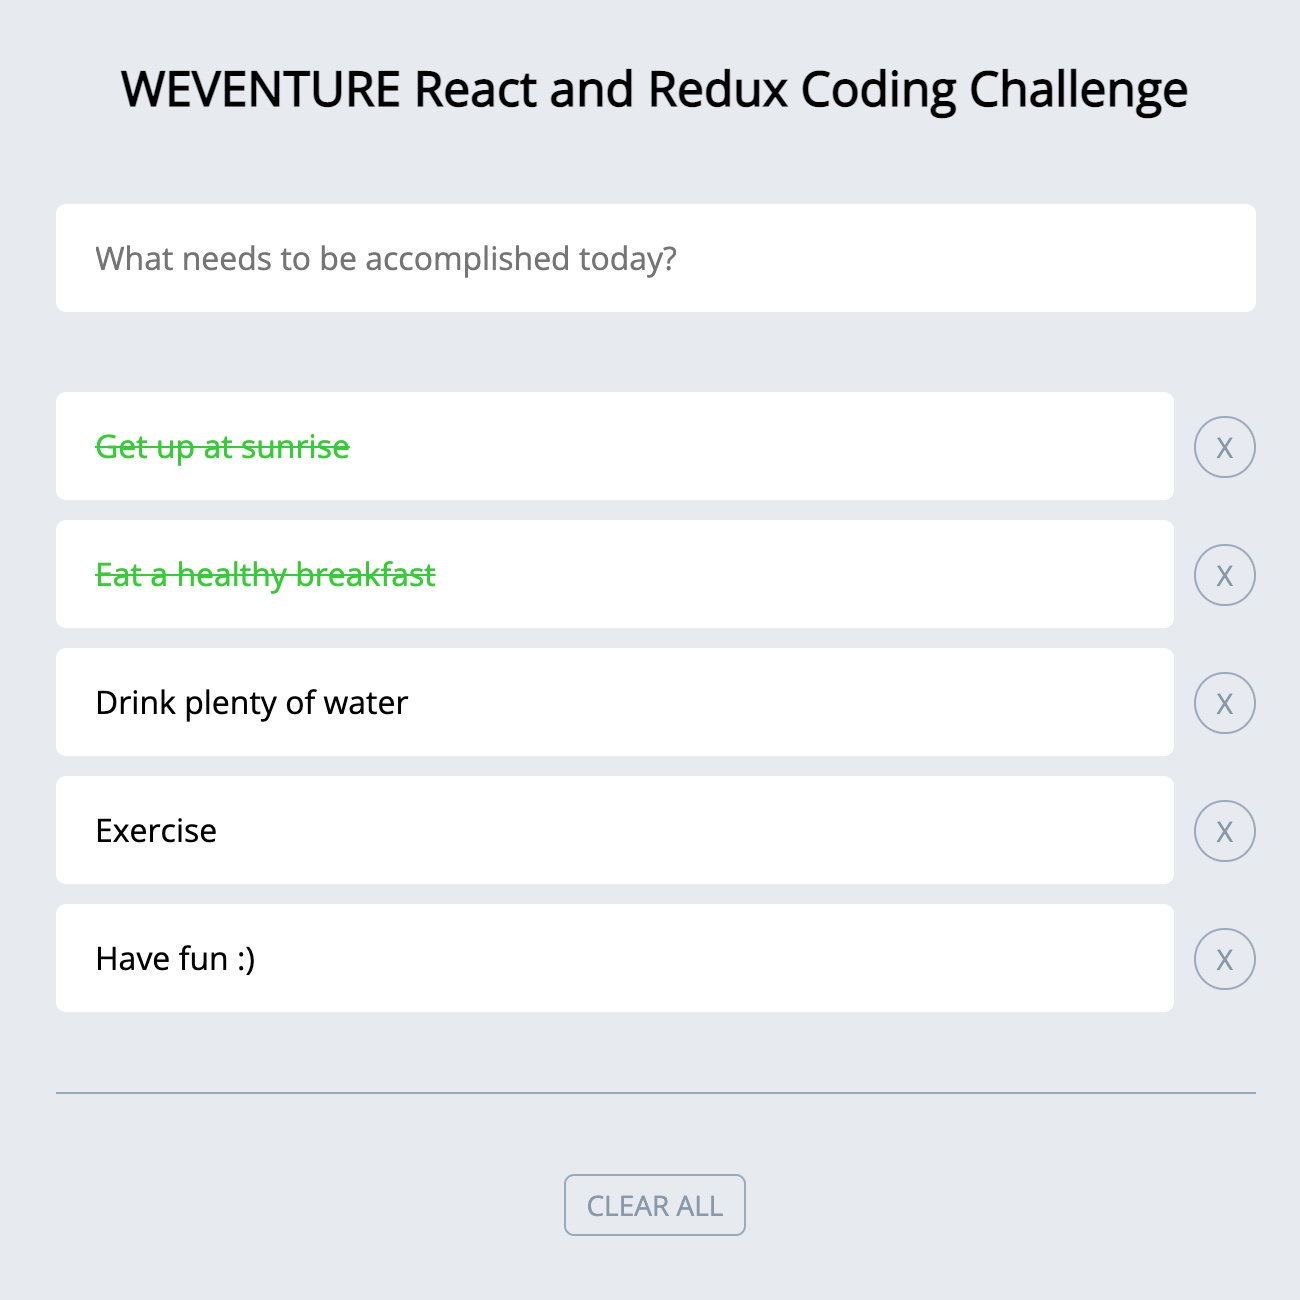 WEVENTURE React and Redux Coding Challenge
What needs to be accomplished today?
Get up at sunrise
X
Eat a healthy breakfast
X
Drink plenty of water
X
Exercise
X
Have fun :)
X
CLEAR ALL